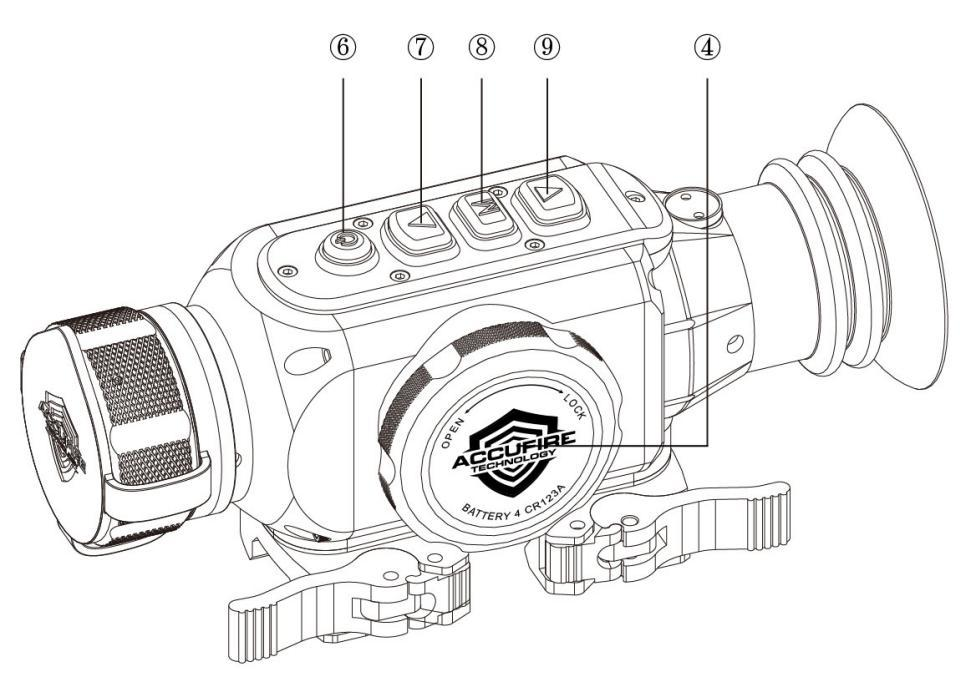 ⑥ ⑦ ⑧ ⑨ ④
M
OPEN LOCK
ACCUFIRE
TECHNOLOGY
BATTERY 4 CR123A